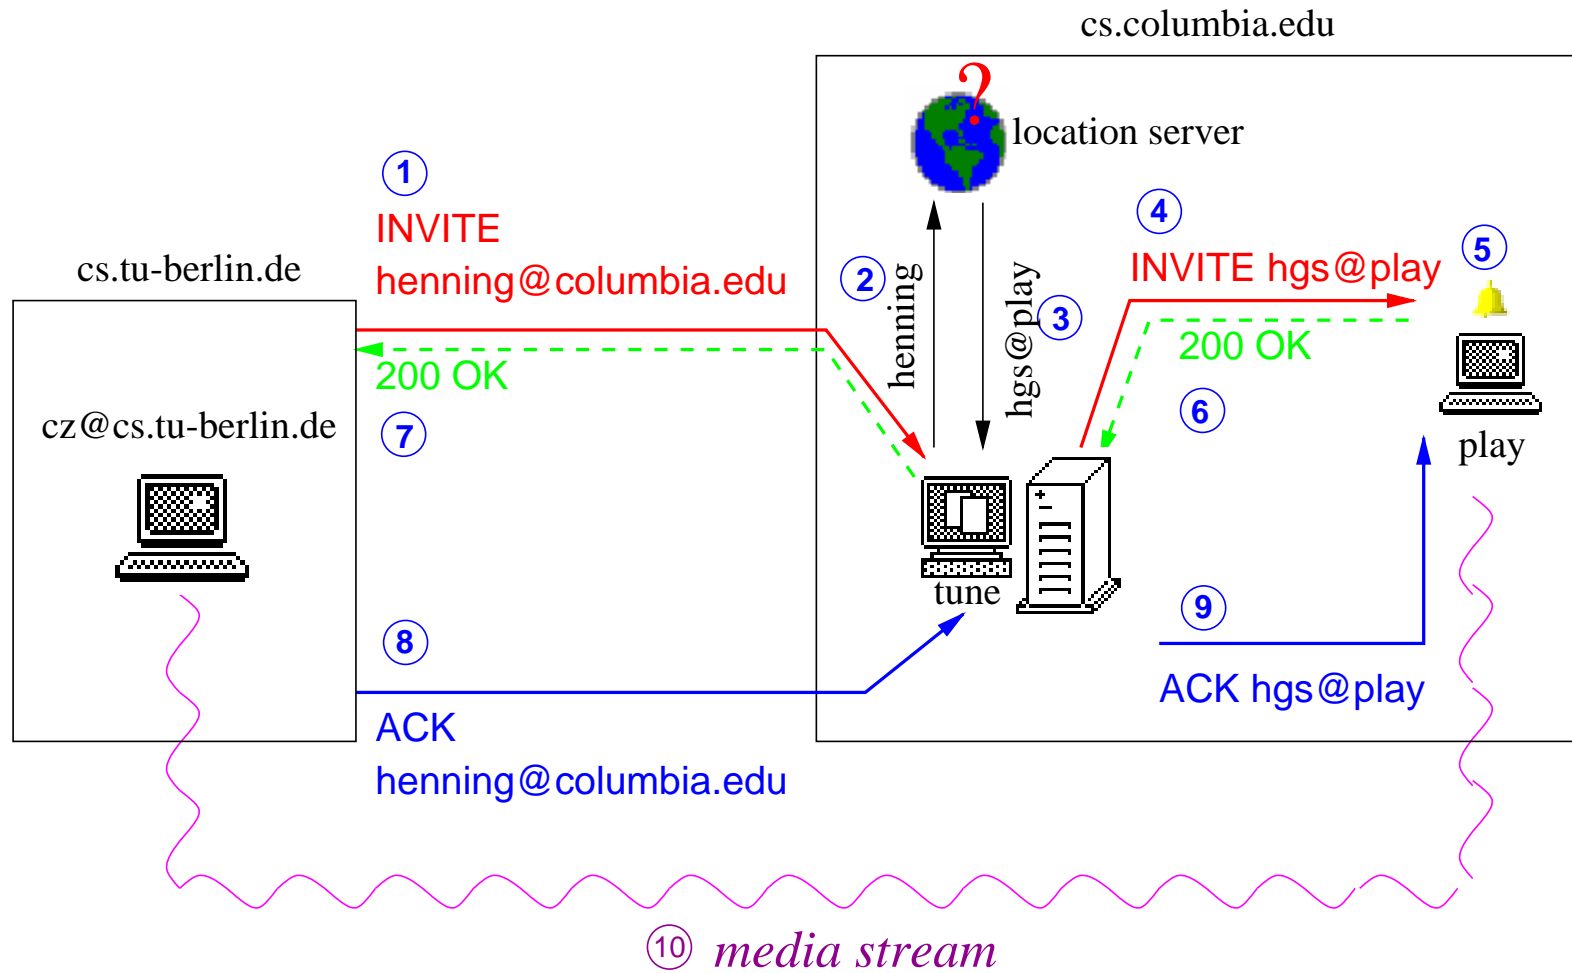 cs.columbia.edu
?
location server
1
INVITE
henning@columbia.edu
cs.tu-berlin.de
200 OK
cz@cs.tu-berlin.de
7
2
henning
hgs@play
3
4
INVITE hgs@play
5
200 OK
6
play
tune
8
ACK
henning@columbia.edu
9
ACK hgs@play
10 media stream